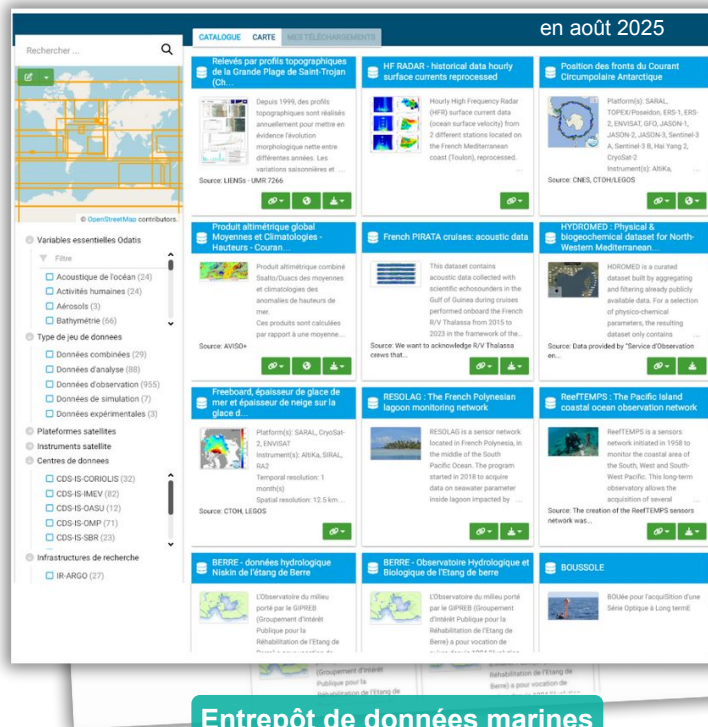 en août 2025
Rechercher ...
CATALOGUE CARTE MES TÉLÉCHARGEMENTS
© OpenStreetMap contributors.
Variables essentielles Odatis
Filtre
Acoustique de l'océan (24)
Activités humaines (24)
Aérosols (3)
Bathymétrie (66)
Type de jeu de donnees
Données combinées (29)
Données d'analyse (88)
Données d'observation (955)
Données de simulation (7)
Données expérimentales (3)
Plateformes satellites
Instruments satellite
Centres de donnees
CDS-IS-CORIOLIS (32)
CDS-IS-IMEV (82)
CDS-IS-OASU (12)
CDS-IS-OMP (71)
CDS-IS-SBR (23)
Infrastructures de recherche
IR-ARGO (27)
Relevés par profils topographiques
de la Grande Plage de Saint-Trojan
(Ch...
Depuis 1999, des profils
topographiques sont réalisés
annuellement pour mettre en
évidence l'évolution
morphologique nette entre
différentes années. Les
variations saisonnières et ...
Source: LIENSs - UMR 7266
HF RADAR - historical data hourly
surface currents reprocessed
Hourly High Frequency Radar
(HFR) surface current data
(ocean surface velocity) from
2 different stations located on
the French Mediterranean
coast (Toulon), reprocessed.
...
Position des fronts du Courant
Circumpolaire Antarctique
Platform(s): SARAL,
TOPEX/Poseidon, ERS-1, ERS-
2, ENVISAT, GFO, JASON-1,
JASON-2, JASON-3, Sentinel-3
A, Sentinel-3 B, Hai Yang 2,
CryoSat-2
Instrument(s): AltiKa, ...
Source: CNES, CTOH/LEGOS
Produit altimétrique global
Moyennes et Climatologies -
Hauteurs - Couran...
Produit altimétrique combiné
Ssalto/Duacs des moyennes
et climatologies des
anomalies de hauteurs de
mer.
Ces produits sont calculées
par rapport à une moyenne...
Source: AVISO+
French PIRATA cruises: acoustic data
This dataset contains
acoustic data collected with
scientific echosounders in the
Gulf of Guinea during cruises
performed onboard the French
R/V Thalassa from 2015 to
2023 in the framework of the...
Source: We want to acknowledge R/V Thalassa
crews that...
HYDROMED : Physical &
biogeochemical dataset for North-
Western Mediterranean...
HDROMED is a curated
dataset built by aggregating
and filtering already publicly
available data. For a selection
of physico-chemical
parameters, the resulting
dataset only contains ...
Source: Data provided by "Service d'Observation
en...
Freeboard, épaisseur de glace de
mer et épaisseur de neige sur la
glace d...
Platform(s): SARAL, CryoSat-
2, ENVISAT
Instrument(s): AltiKa, SIRAL,
RA2
Temporal resolution: 1
month(s)
Spatial resolution: 12.5 km...
Source: CTOH, LEGOS
RESOLAG : The French Polynesian
lagoon monitoring network
RESOLAG is a sensor network
located in French Polynesia, in
the middle of the South
Pacific Ocean. The program
started in 2018 to acquire
data on seawater parameter
inside lagoon impacted by ...
ReefTEMPS : The Pacific Island
coastal ocean observation network
ReefTEMPS is a sensors
network initiated in 1958 to
monitor the coastal area of
the South, West and South-
West Pacific. This long-term
observatory allows the
acquisition of several ...
Source: The creation of the ReefTEMPS sensors
network was...
BERRE - données hydrologique
Niskin de l'étang de Berre
L'Observatoire du milieu
porté par le GIPREB
(Groupement d'Intérêt
Publique pour la
Réhabilitation de l'Etang de
BERRE - Observatoire Hydrologique et
Biologique de l'Etang de berre
L'Observatoire du milieu porté
par le GIPREB (Groupement
d'Intérêt Publique pour la
Réhabilitation de l'Etang de
Berre) a pour vocation de
BOUSSOLE
BOUée pour l'acquiSition d'une
Série Optique à Long termE
(Groupement d'Intérêt
Publique pour la
Réhabilitation de l'Etang de
Réhabilitation de l'Etang de
Berre) a pour vocation de
Entrepôt de données marines